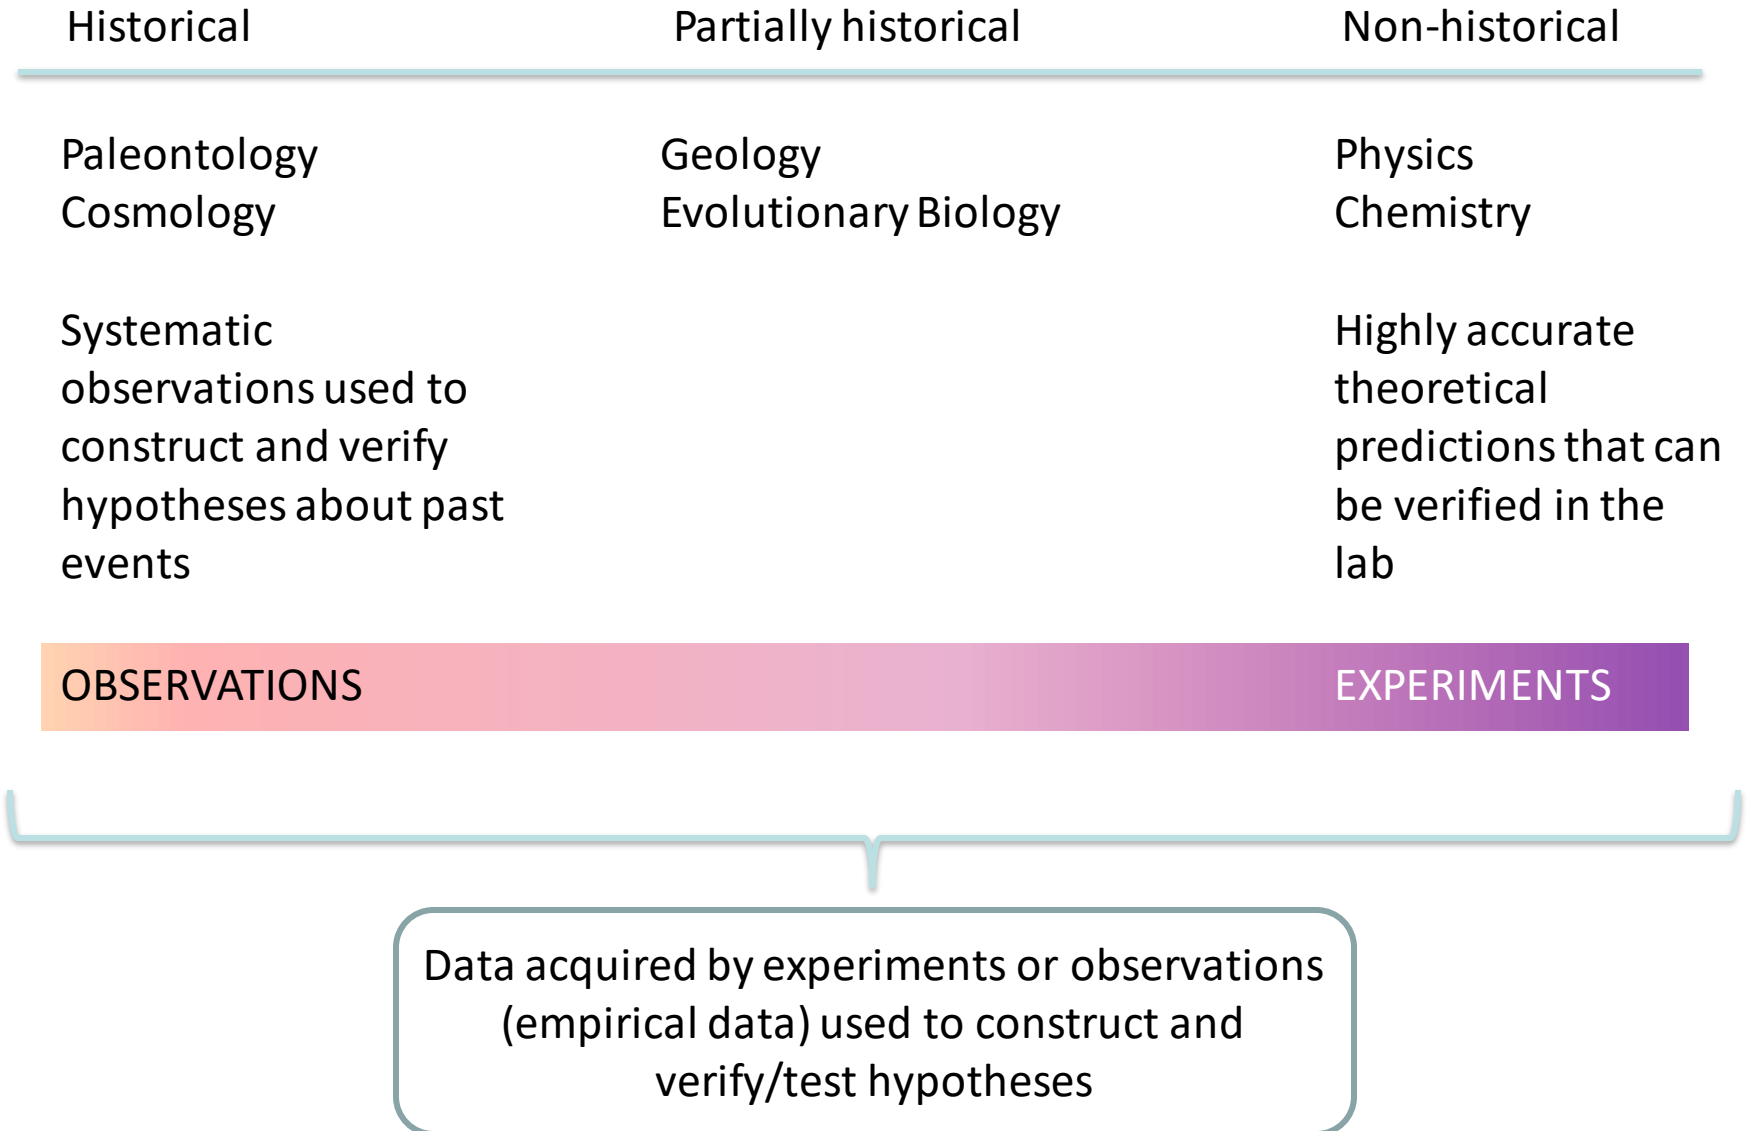 Historical
Partially historical
Non-historical
Paleontology
Cosmology
Geology
Evolutionary Biology
Physics
Chemistry
Systematic
observations used to
construct and verify
hypotheses about past
events
Highly accurate
theoretical
predictions that can
be verified in the
lab
OBSERVATIONS
EXPERIMENTS
Data acquired by experiments or observations
(empirical data) used to construct and
verify/test hypotheses